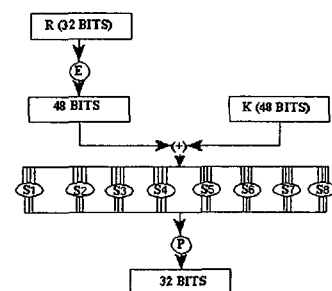 R (32 BITS)
E
48 BITS
K (48 BITS)
(+)
S1 S2 S3 S4 S5 S6 S7 S8
P
32 BITS